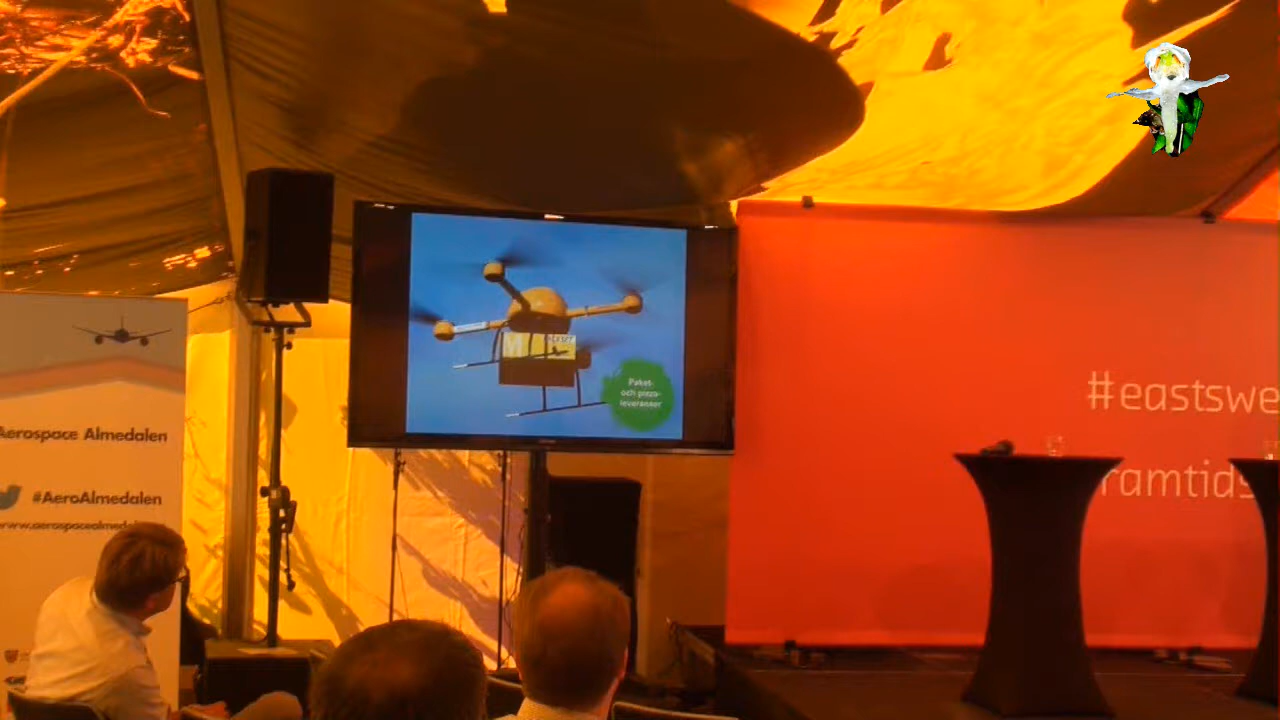 Aerospace Almedalen
#AeroAlmedalen
Paket-
och pizza-
leveranser
#eastswe
ramtids